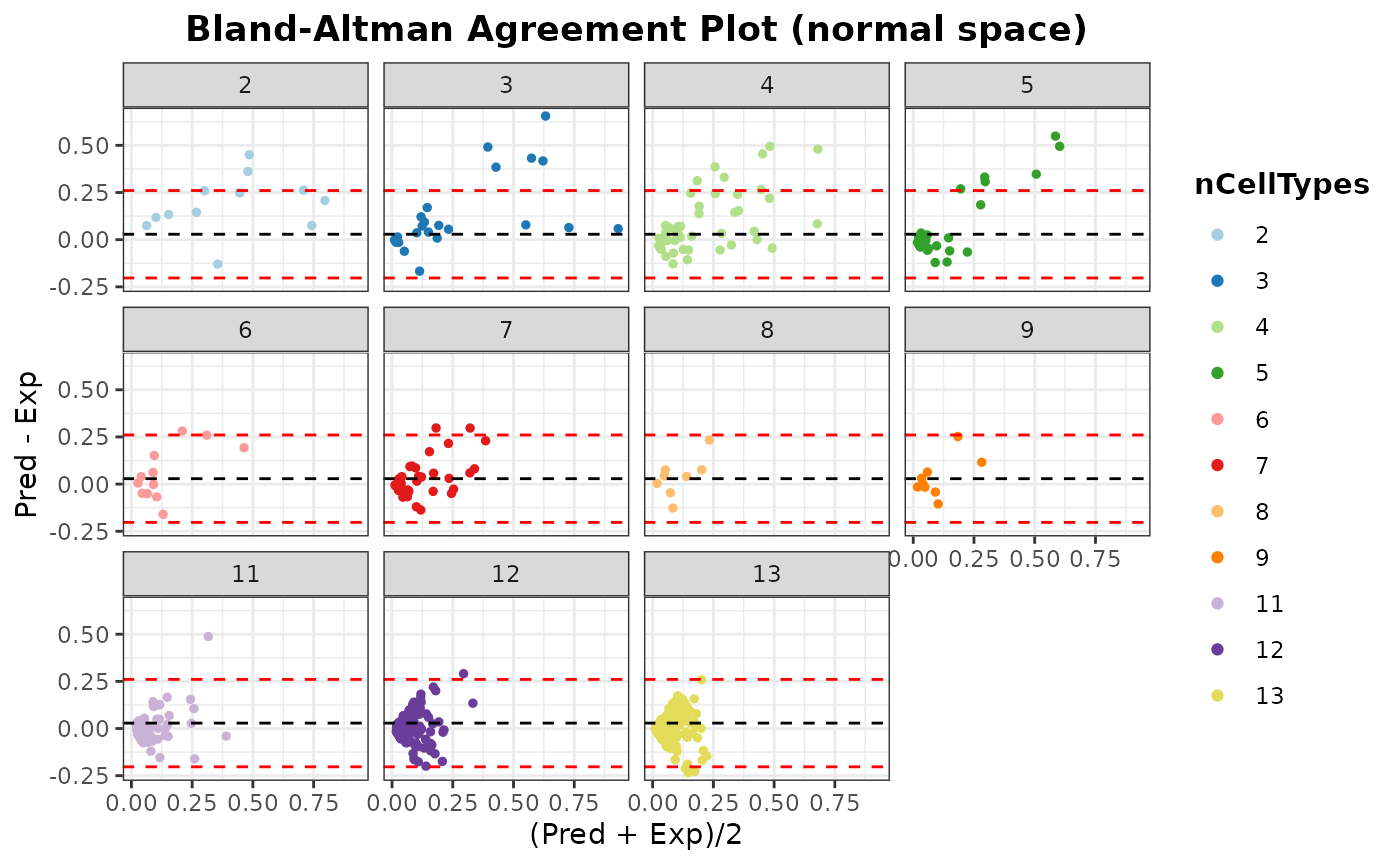 Bland-Altman Agreement Plot (normal space)
2 3 4 5
0.50
0.25
0.00
-0.25
6 7 8 9
0.50
0.25
0.00
-0.25
0.00 0.25 0.50 0.75
11 12 13
0.50
0.25
0.00
-0.25
0.00 0.25 0.50 0.75 0.00 0.25 0.50 0.75 0.00 0.25 0.50 0.75
(Pred + Exp)/2
Pred - Exp
nCellTypes
2
3
4
5
6
7
8
9
11
12
13